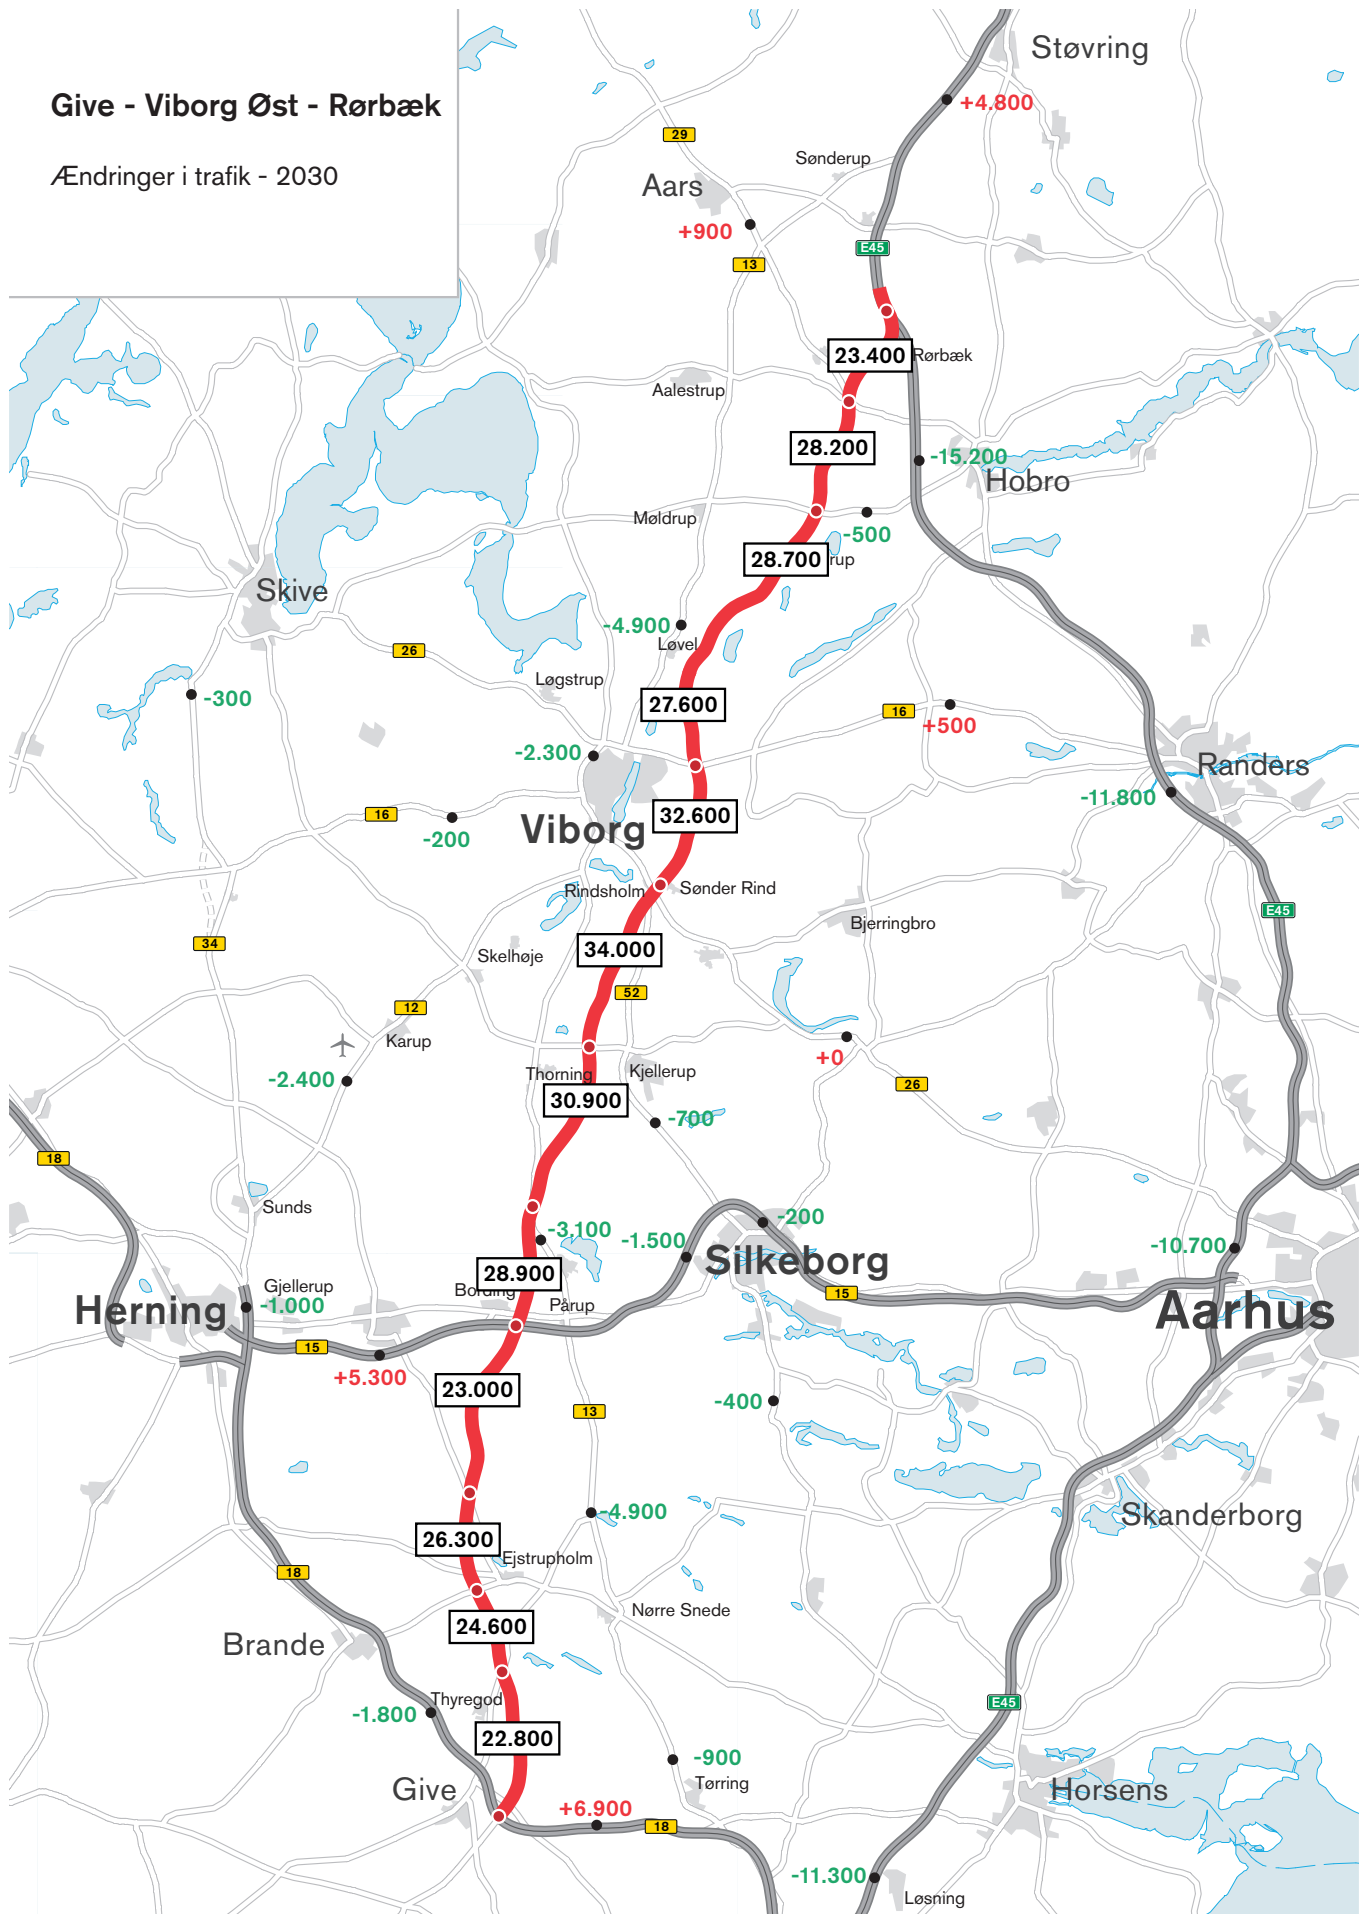 Give - Viborg Øst - Rørbæk
Ændringer i trafik - 2030
Støvring
+4.800
29
Sønderup
Aars
+900
E45
13
23.400
Rørbæk
Aalestrup
28.200
-15.200
Hobro
Møldrup
-500
28.700
rup
Skive
-4.900
Løvel
26
Løgstrup
-300
27.600
16
+500
-2.300
Randers
-11.800
16
-200
Viborg
32.600
Rindsholm
Sønder Rind
E45
Bjerringbro
34
Skelhøje
34.000
52
12
Karup
+0
-2.400
Thorning
Kjellerup
26
30.900
-700
18
Sunds
-200
-3.100
-1.500
-10.700
Silkeborg
28.900
Gjellerup
Bording
Pårup
15
Herning
-1.000
Aarhus
15
+5.300
23.000
-400
13
-4.900
Skanderborg
26.300
Ejstrupholm
18
Nørre Snede
24.600
Brande
Thyregod
-1.800
E45
22.800
-900
Tørring
Give
Horsens
+6.900
18
-11.300
Løsning